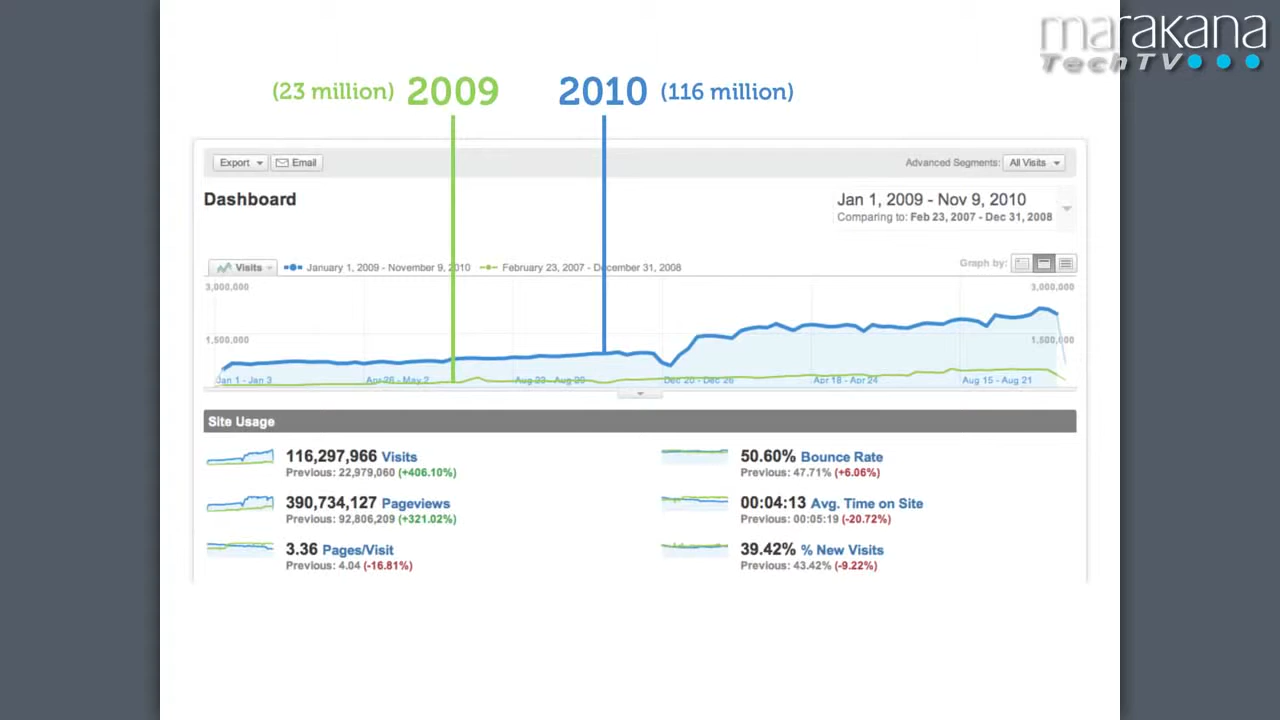 marakana
TechTV
(23 million) 2009 2010 (116 million)
Export Email Advanced Segments: All Visits
Dashboard
Jan 1, 2009 - Nov 9, 2010
Comparing to: Feb 23, 2007 - Dec 31, 2008
Visits January 1, 2009 - November 9, 2010 February 23, 2007 - December 31, 2008 Graph by:
3,000,000 3,000,000
1,500,000 1,500,000
Jan 1 - Jan 3 Apr 26 - May 2 Aug 23 - Aug 29 Dec 20 - Dec 26 Apr 18 - Apr 24 Aug 15 - Aug 21
Site Usage
116,297,966 Visits
Previous: 22,979,060 (+406.10%)
50.60% Bounce Rate
Previous: 47.71% (+6.06%)
390,734,127 Pageviews
Previous: 92,806,209 (+321.02%)
00:04:13 Avg. Time on Site
Previous: 00:05:19 (-20.72%)
3.36 Pages/Visit
Previous: 4.04 (-16.81%)
39.42% % New Visits
Previous: 43.42% (-9.22%)